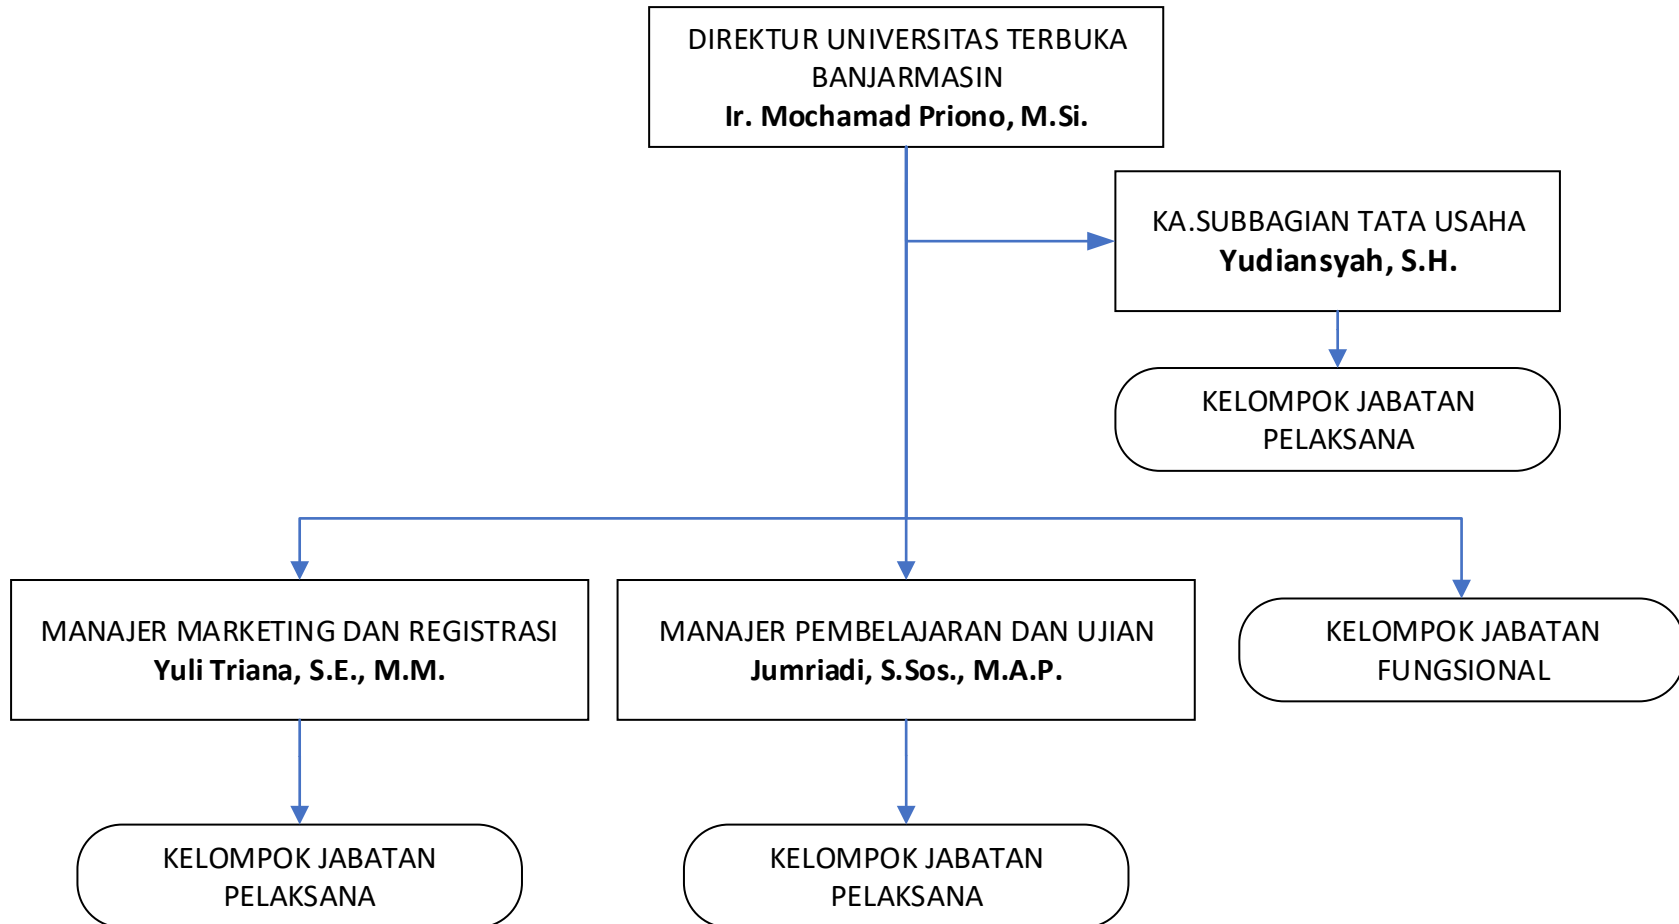 DIREKTUR UNIVERSITAS TERBUKA
BANJARMASIN
Ir. Mochamad Priono, M.Si.
KA.SUBBAGIAN TATA USAHA
Yudiansyah, S.H.
KELOMPOK JABATAN
PELAKSANA
MANAJER MARKETING DAN REGISTRASI
Yuli Triana, S.E., M.M.
MANAJER PEMBELAJARAN DAN UJIAN
Jumriadi, S.Sos., M.A.P.
KELOMPOK JABATAN
FUNGSIONAL
KELOMPOK JABATAN
PELAKSANA
KELOMPOK JABATAN
PELAKSANA